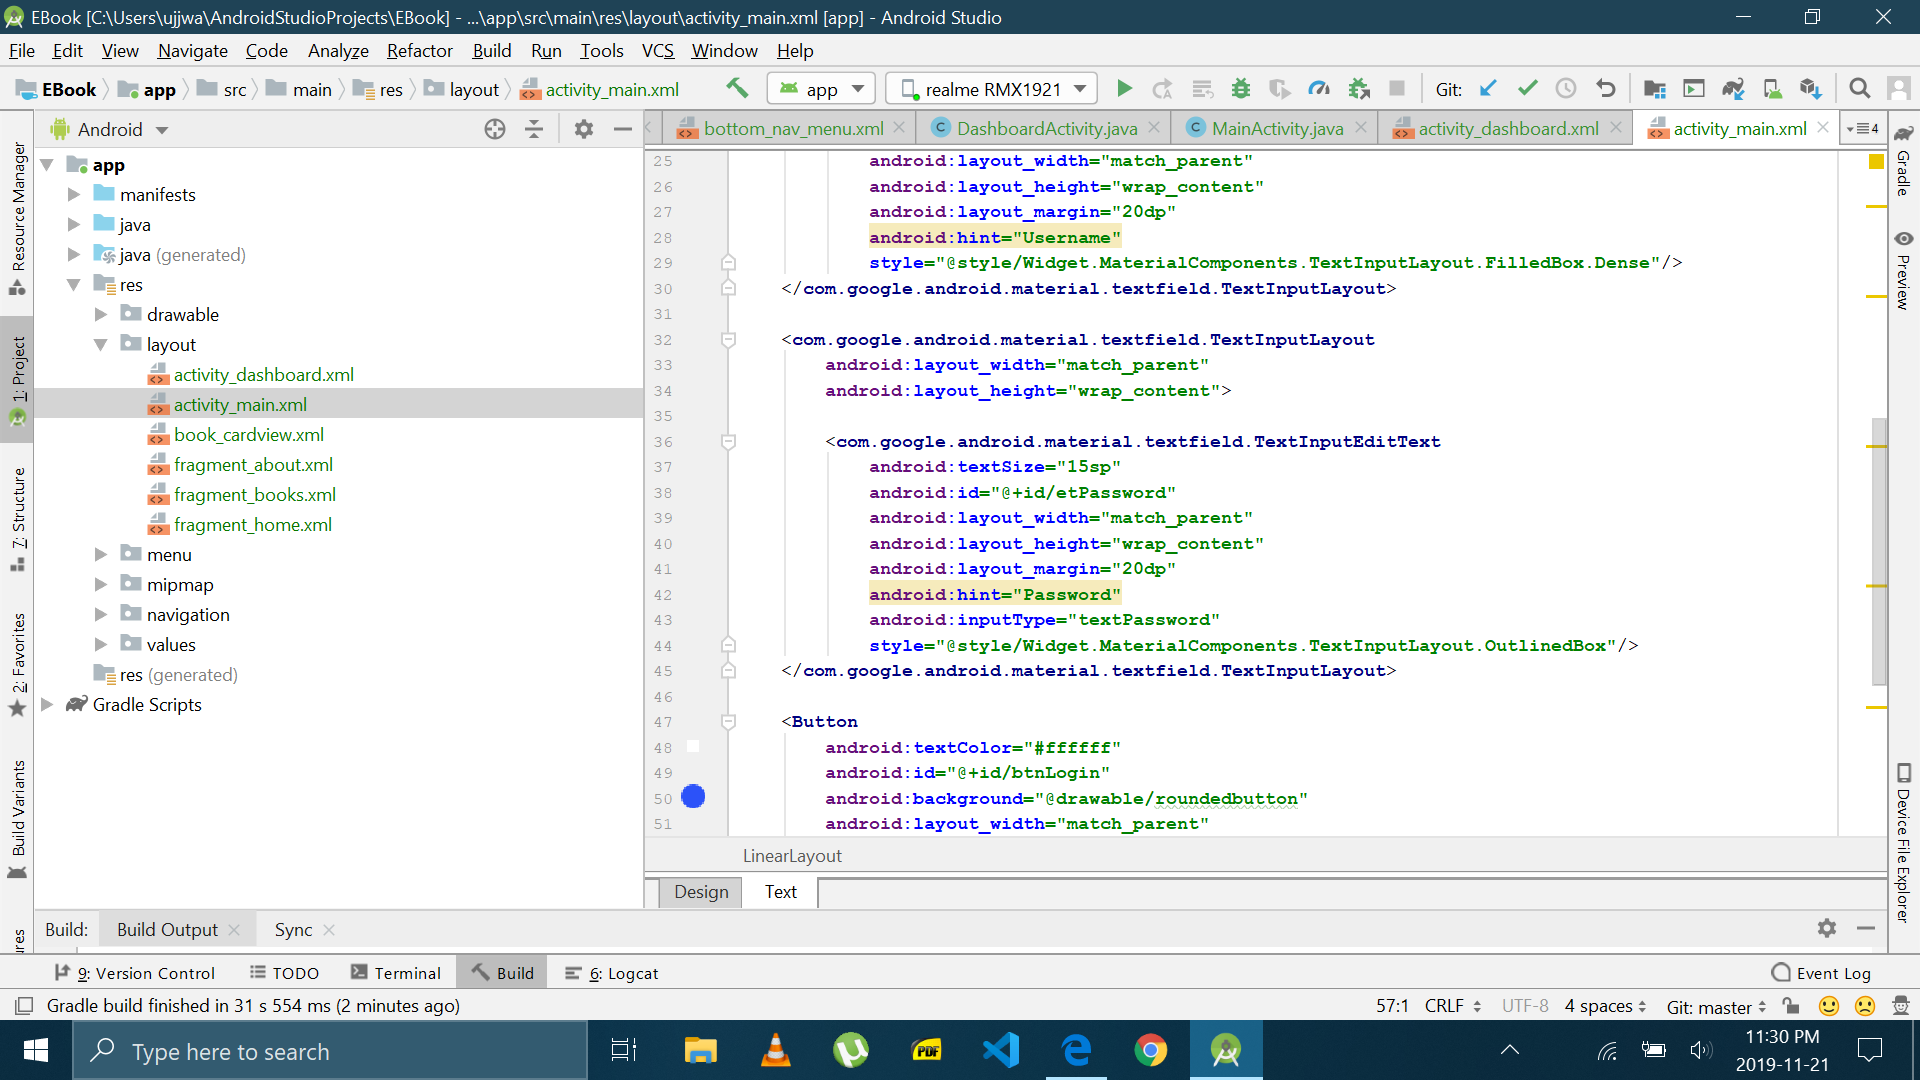 EBook [C:\Users\ujjwa\AndroidStudioProjects\EBook] - ...\app\src\main\res\layout\activity_main.xml [app] - Android Studio
File Edit View Navigate Code Analyze Refactor Build Run Tools VCS Window Help
EBook app src main res layout activity_main.xml app realme RMX1921 Git:
Android
bottom_nav_menu.xml DashboardActivity.java MainActivity.java activity_dashboard.xml activity_main.xml 4
app
manifests
java
java (generated)
res
drawable
layout
activity_dashboard.xml
activity_main.xml
book_cardview.xml
fragment_about.xml
fragment_books.xml
fragment_home.xml
menu
mipmap
navigation
values
res (generated)
Gradle Scripts
Resource Manager
1: Project
7: Structure
2: Favorites
Build Variants
ures
25 android:layout_width="match_parent"
26 android:layout_height="wrap_content"
27 android:layout_margin="20dp"
28 android:hint="Username"
29 style="@style/Widget.MaterialComponents.TextInputLayout.FilledBox.Dense"/>
30 </com.google.android.material.textfield.TextInputLayout>
31
32 <com.google.android.material.textfield.TextInputLayout
33 android:layout_width="match_parent"
34 android:layout_height="wrap_content">
35
36 <com.google.android.material.textfield.TextInputEditText
37 android:textSize="15sp"
38 android:id="@+id/etPassword"
39 android:layout_width="match_parent"
40 android:layout_height="wrap_content"
41 android:layout_margin="20dp"
42 android:hint="Password"
43 android:inputType="textPassword"
44 style="@style/Widget.MaterialComponents.TextInputLayout.OutlinedBox"/>
45 </com.google.android.material.textfield.TextInputLayout>
46
47 <Button
48 android:textColor="#ffffff"
49 android:id="@+id/btnLogin"
50 android:background="@drawable/roundedbutton"
51 android:layout_width="match_parent"
LinearLayout
Design Text
Gradle
Preview
Device File Explorer
Build: Build Output Sync
9: Version Control TODO Terminal Build 6: Logcat Event Log
Gradle build finished in 31 s 554 ms (2 minutes ago) 57:1 CRLF UTF-8 4 spaces Git: master
Type here to search
PDF
11:30 PM
2019-11-21